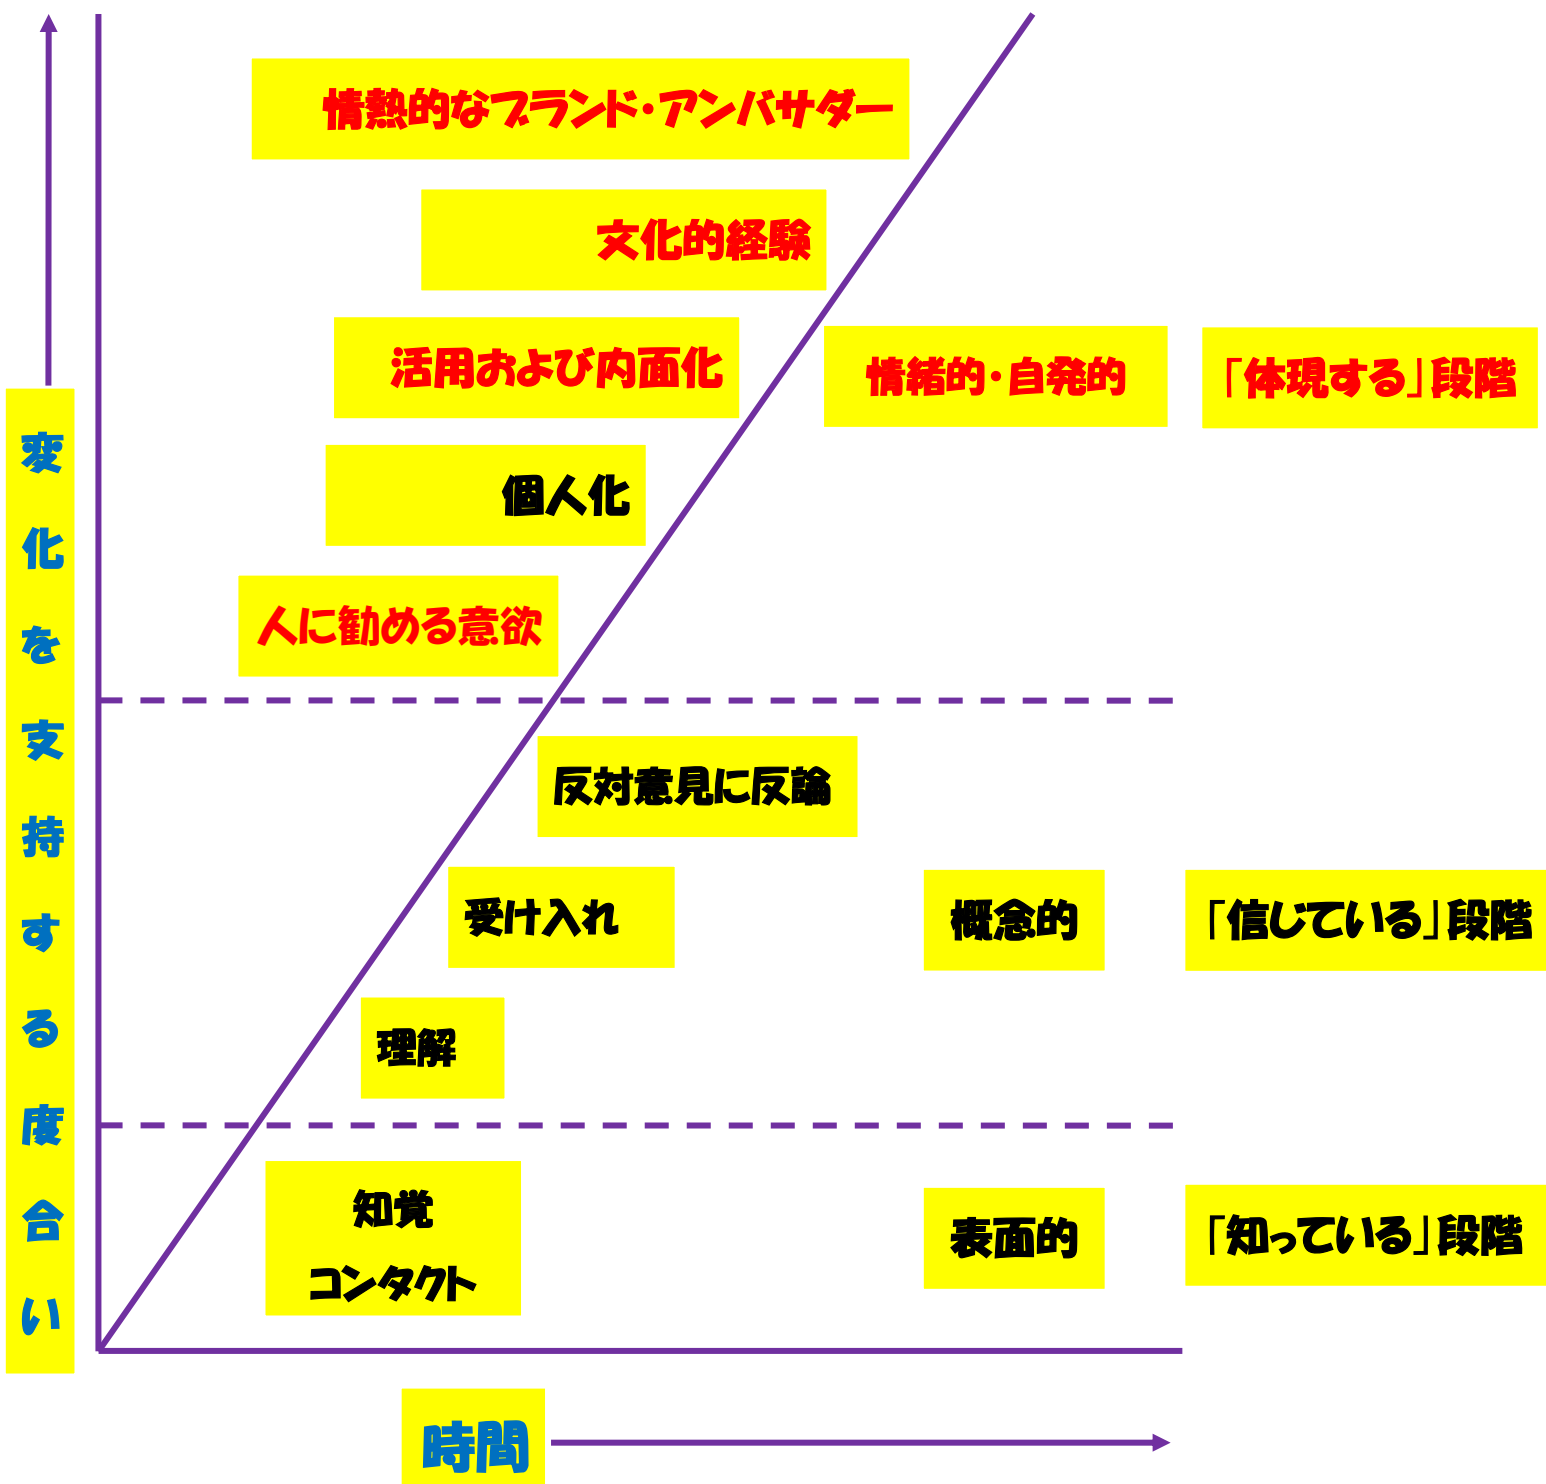 情熱的なブランド・アンバサダー
文化的経験
活用および内面化
情緒的・自発的
「体現する」段階
個人化
人に勧める意欲
反対意見に反論
受け入れ
概念的
「信じている」段階
理解
知覚
コンタクト
表面的
「知っている」段階
変化を支持する度合い
時間